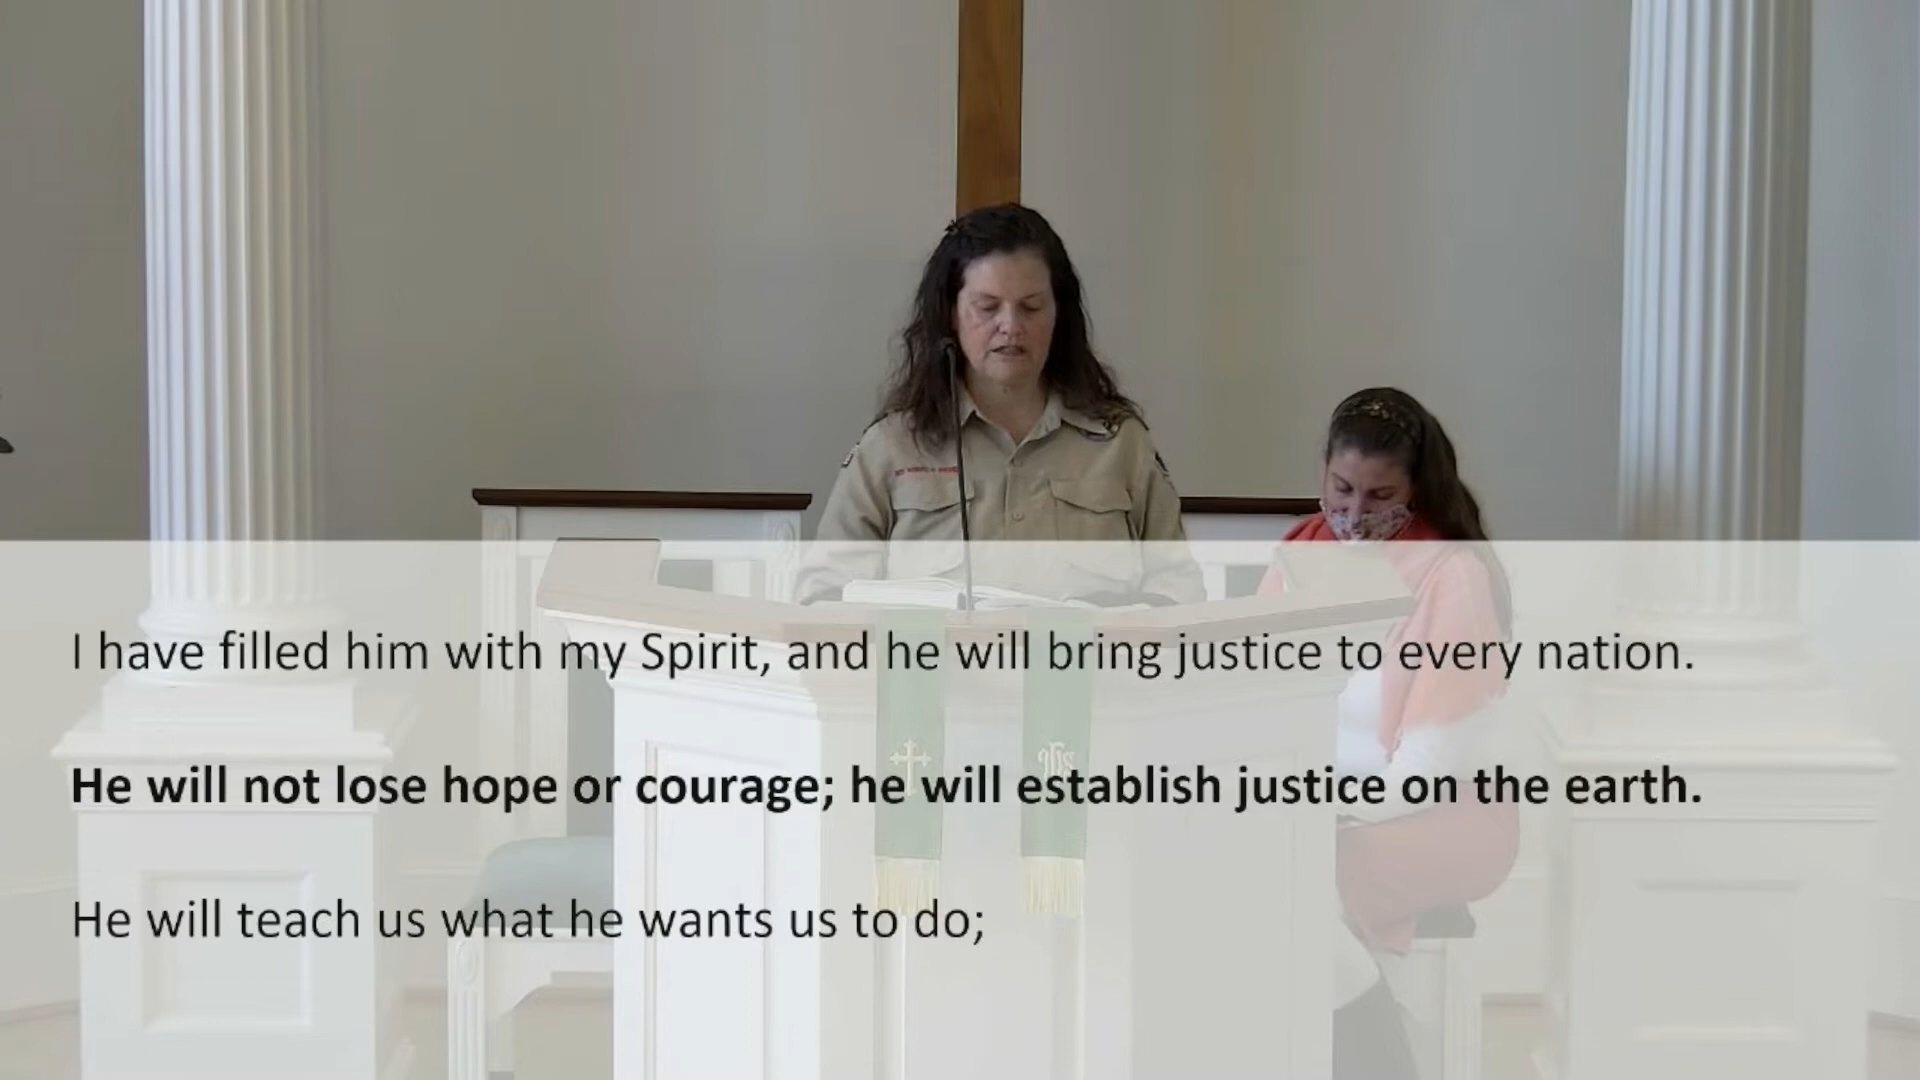 I have filled him with my Spirit, and he will bring justice to every nation.
He will not lose hope or courage; he will establish justice on the earth.
He will teach us what he wants us to do;
IHS